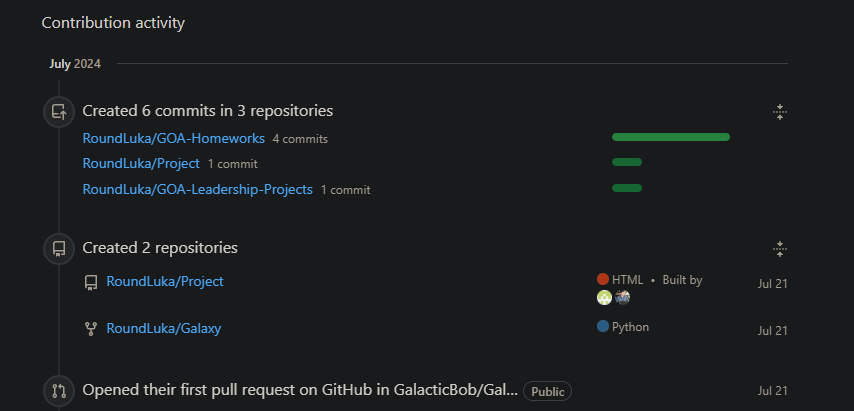 Contribution activity
July 2024
Created 6 commits in 3 repositories
RoundLuka/GOA-Homeworks 4 commits
RoundLuka/Project 1 commit
RoundLuka/GOA-Leadership-Projects 1 commit
Created 2 repositories
RoundLuka/Project HTML • Built by Jul 21
RoundLuka/Galaxy Python Jul 21
Opened their first pull request on GitHub in GalacticBob/Gal... Public Jul 21